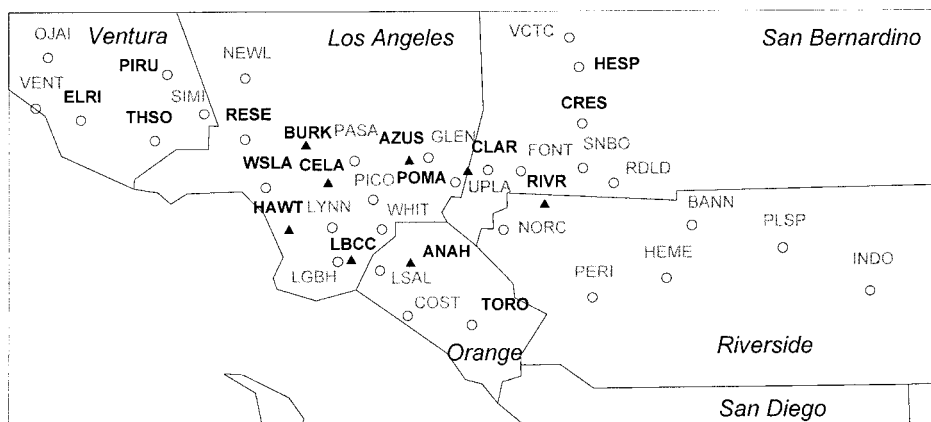 OJAI
Ventura
NEWL
Los Angeles
VCTC
San Bernardino
PIRU
HESP
VENT
ELRI
SIMI
THSO
RESE
CRES
BURK
PASA
AZUS
GLEN
CLAR
FONT
SNBO
WSLA
CELA
PICO
POMA
UPLA
RIVR
RDLD
HAWT
LYNN
WHIT
NORC
BANN
PLSP
LBCC
ANAH
LGBH
LSAL
PERI
HEME
INDO
COST
TORO
Orange
Riverside
San Diego